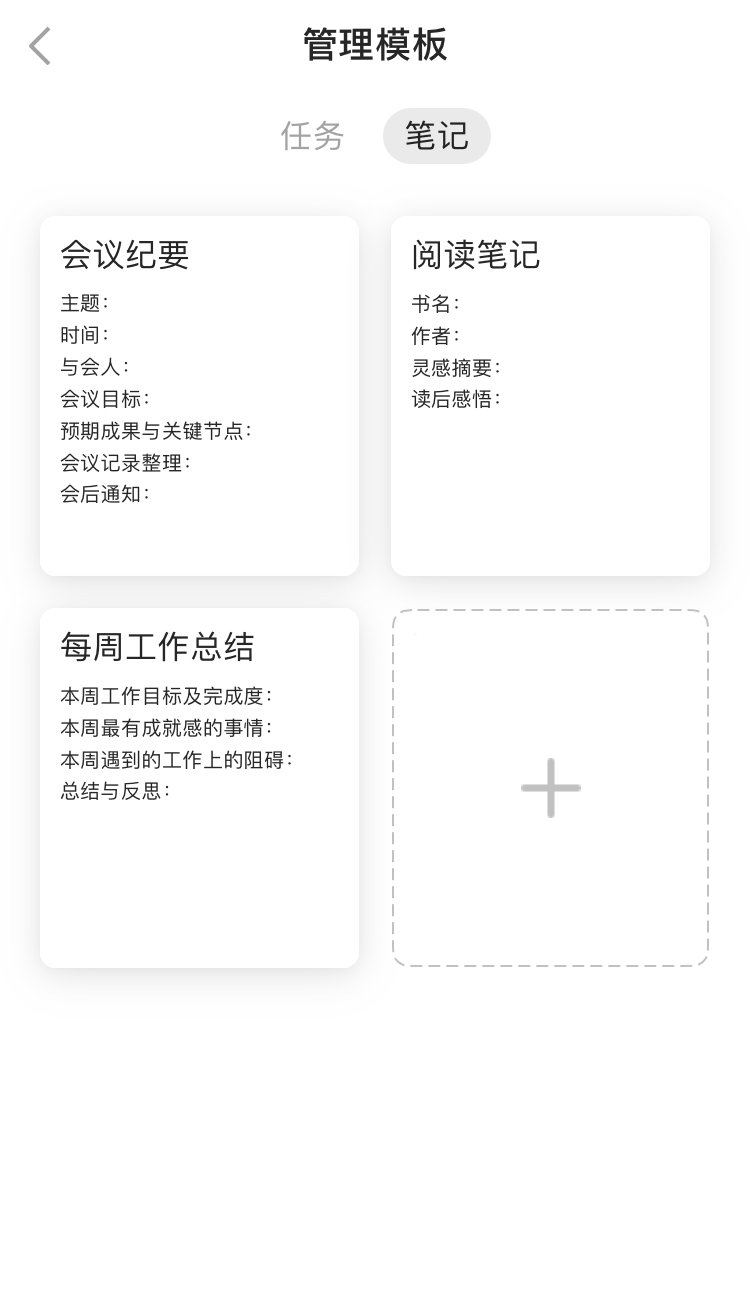 管理模板
任务
笔记
会议纪要
主题：
时间：
与会人：
会议目标：
预期成果与关键节点：
会议记录整理：
会后通知：
阅读笔记
书名：
作者：
灵感摘要：
读后感悟：
每周工作总结
本周工作目标及完成度：
本周最有成就感的事情：
本周遇到的工作上的阻碍：
总结与反思：